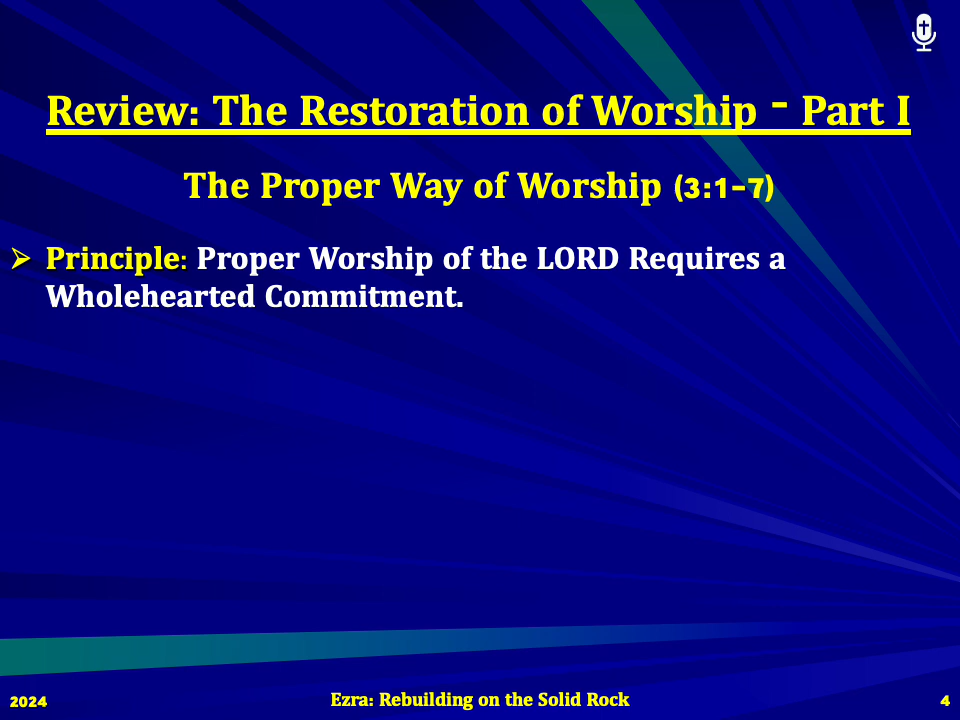 Review: The Restoration of Worship - Part I
The Proper Way of Worship (3:1-7)
➢ Principle: Proper Worship of the LORD Requires a
Wholehearted Commitment.
2024
Ezra: Rebuilding on the Solid Rock
4